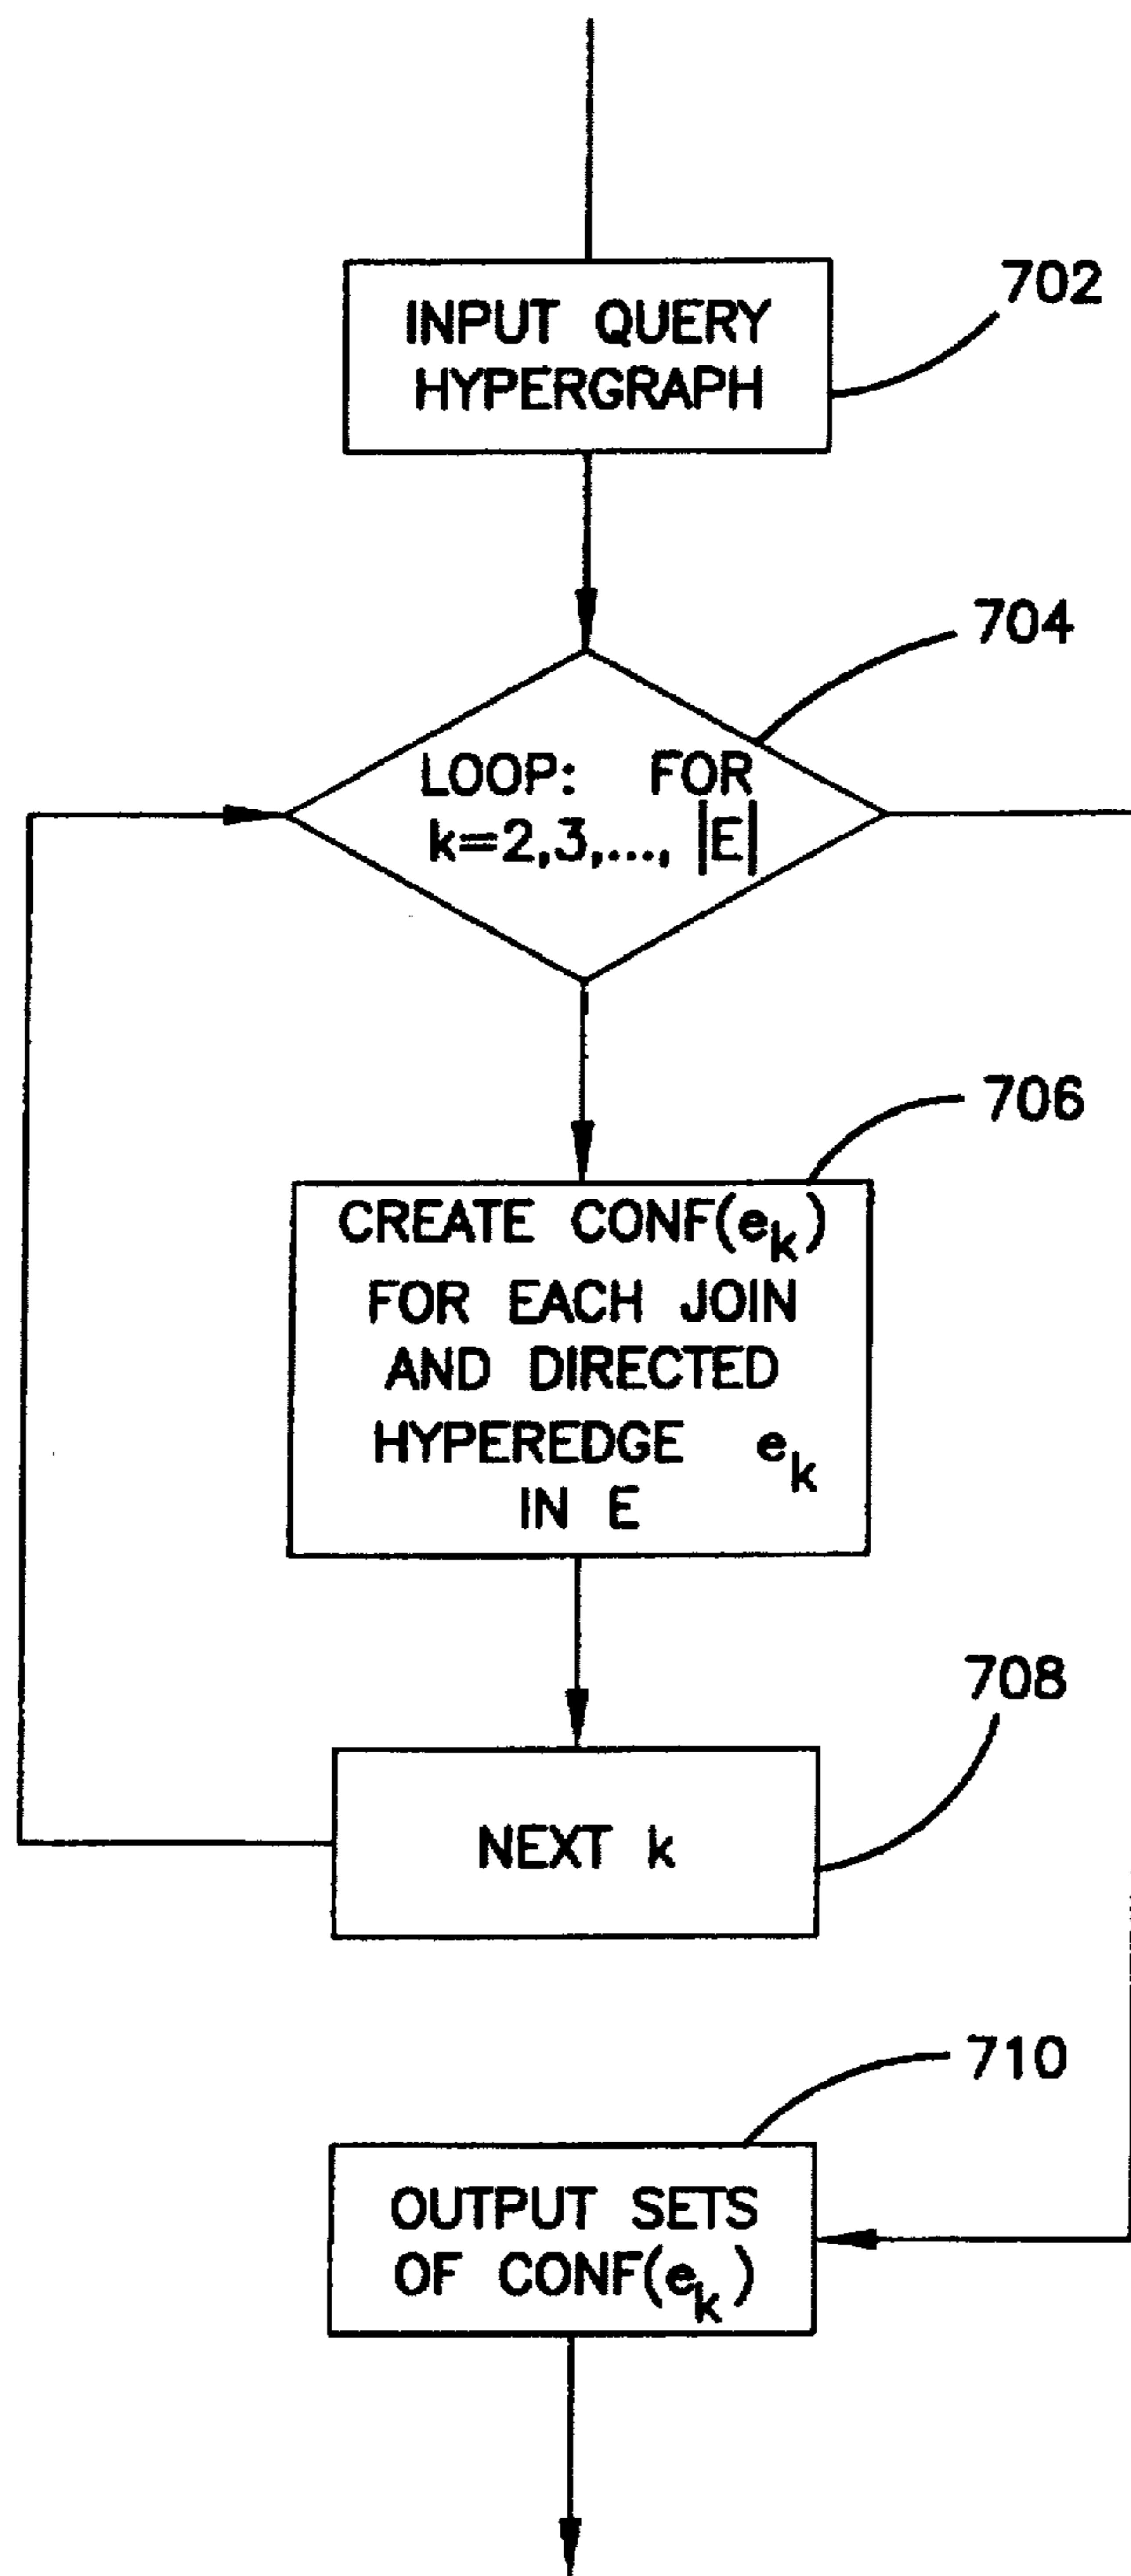 INPUT QUERY
HYPERGRAPH
702
704
LOOP: FOR
k=2,3,..., |E|
706
CREATE CONF(e_k)
FOR EACH JOIN
AND DIRECTED
HYPEREDGE e_k
IN E
708
NEXT k
710
OUTPUT SETS
OF CONF(e_k)